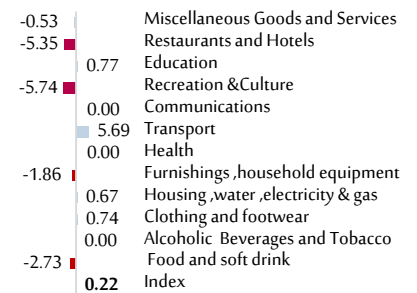 -0.53 Miscellaneous Goods and Services
-5.35 Restaurants and Hotels
0.77 Education
-5.74 Recreation &Culture
0.00 Communications
5.69 Transport
0.00 Health
-1.86 Furnishings ,household equipment
0.67 Housing ,water ,electricity & gas
0.74 Clothing and footwear
0.00 Alcoholic Beverages and Tobacco
-2.73 Food and soft drink
0.22 Index